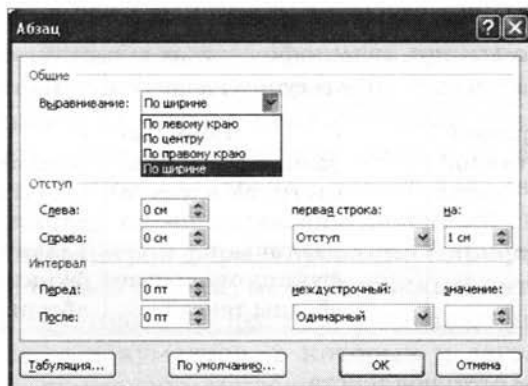 Абзац
Общие
Выравнивание: По ширине
По левому краю
По центру
По правому краю
По ширине
Отступ
Слева: 0 см первая строка: на:
Справа: 0 см Отступ 1 см
Интервал
Перед: 0 пт междустрочный: значение:
После: 0 пт Одинарный
Табуляция... По умолчанию... ОК Отмена